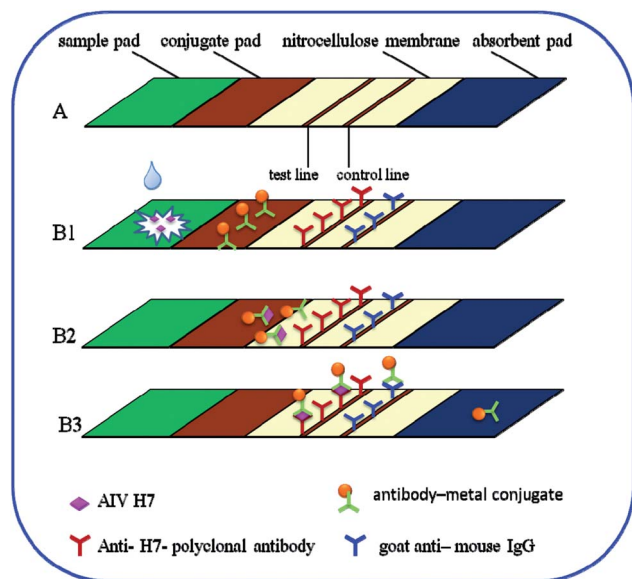 sample pad conjugate pad nitrocellulose membrane absorbent pad
A
test line control line
B1
B2
B3
AIV H7 antibody–metal conjugate
Anti- H7- polyclonal antibody goat anti– mouse IgG